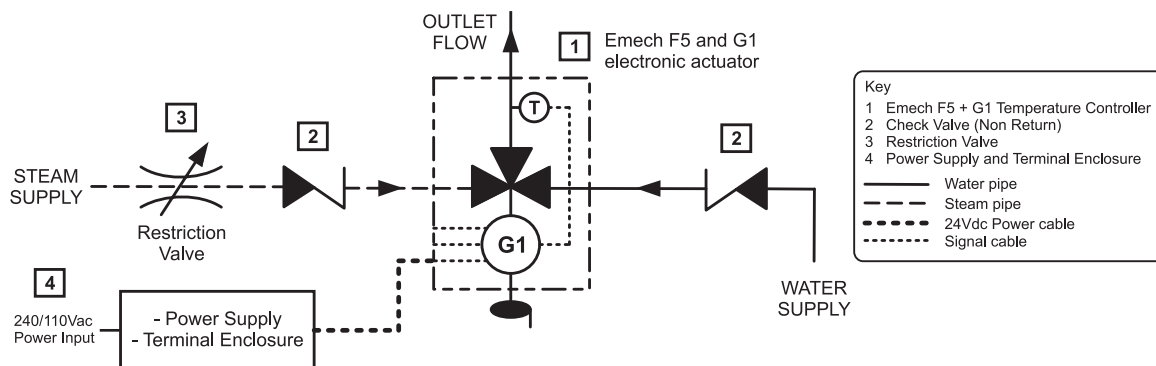 OUTLET
FLOW
1
Emech F5 and G1
electronic actuator
T
3
2
2
STEAM
SUPPLY
Restriction
Valve
G1
WATER
SUPPLY
4
240/110Vac
Power Input
- Power Supply
- Terminal Enclosure
Key
1 Emech F5 + G1 Temperature Controller
2 Check Valve (Non Return)
3 Restriction Valve
4 Power Supply and Terminal Enclosure
Water pipe
Steam pipe
24Vdc Power cable
Signal cable